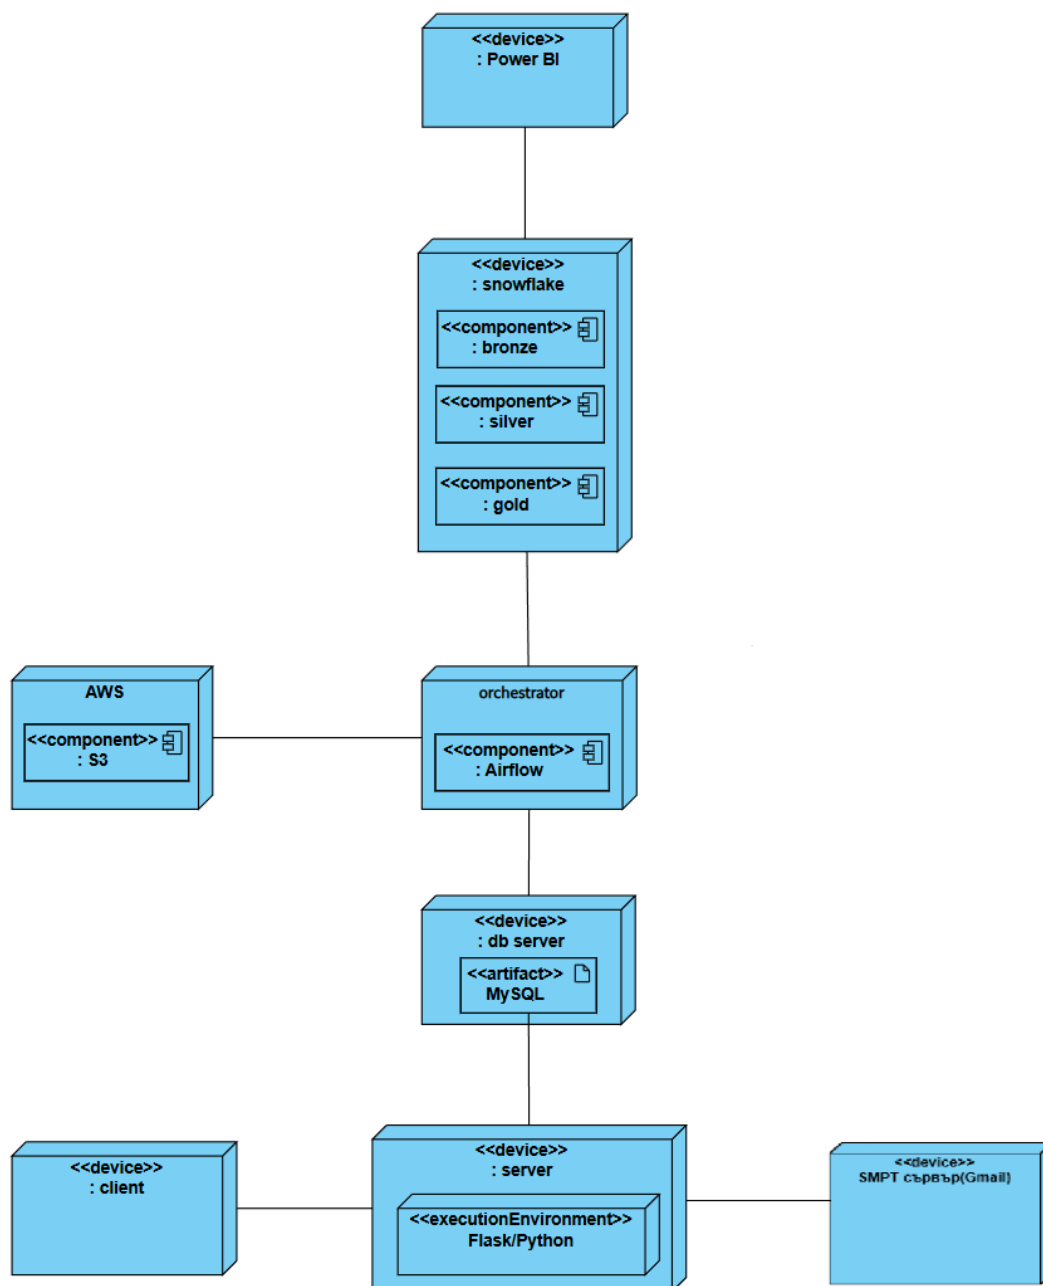 <<device>>
: Power BI
<<device>>
: snowflake
<<component>>
: bronze
<<component>>
: silver
<<component>>
: gold
AWS
<<component>>
: S3
orchestrator
<<component>>
: Airflow
<<device>>
: db server
<<artifact>>
MySQL
<<device>>
: client
<<device>>
: server
<<executionEnvironment>>
Flask/Python
<<device>>
SMPT сървър(Gmail)